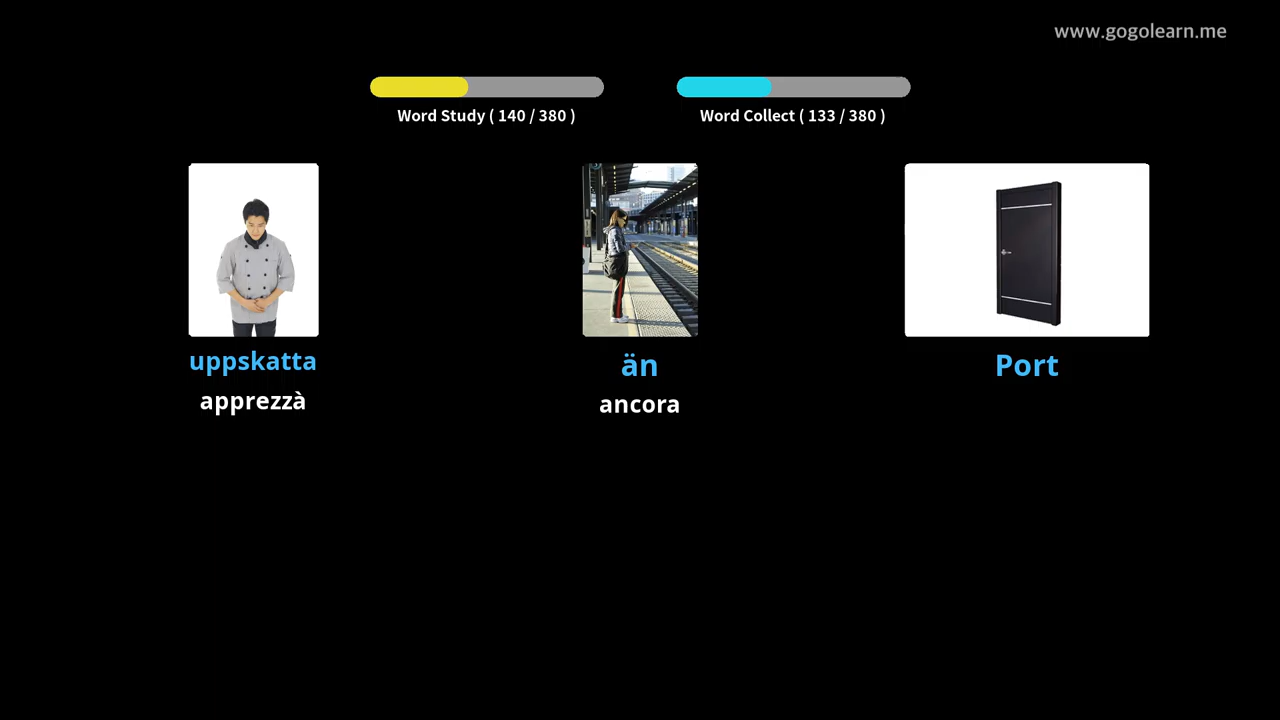 www.gogolearn.me
Word Study ( 140 / 380 )
Word Collect ( 133 / 380 )
uppskatta
än
Port
apprezzà
ancora